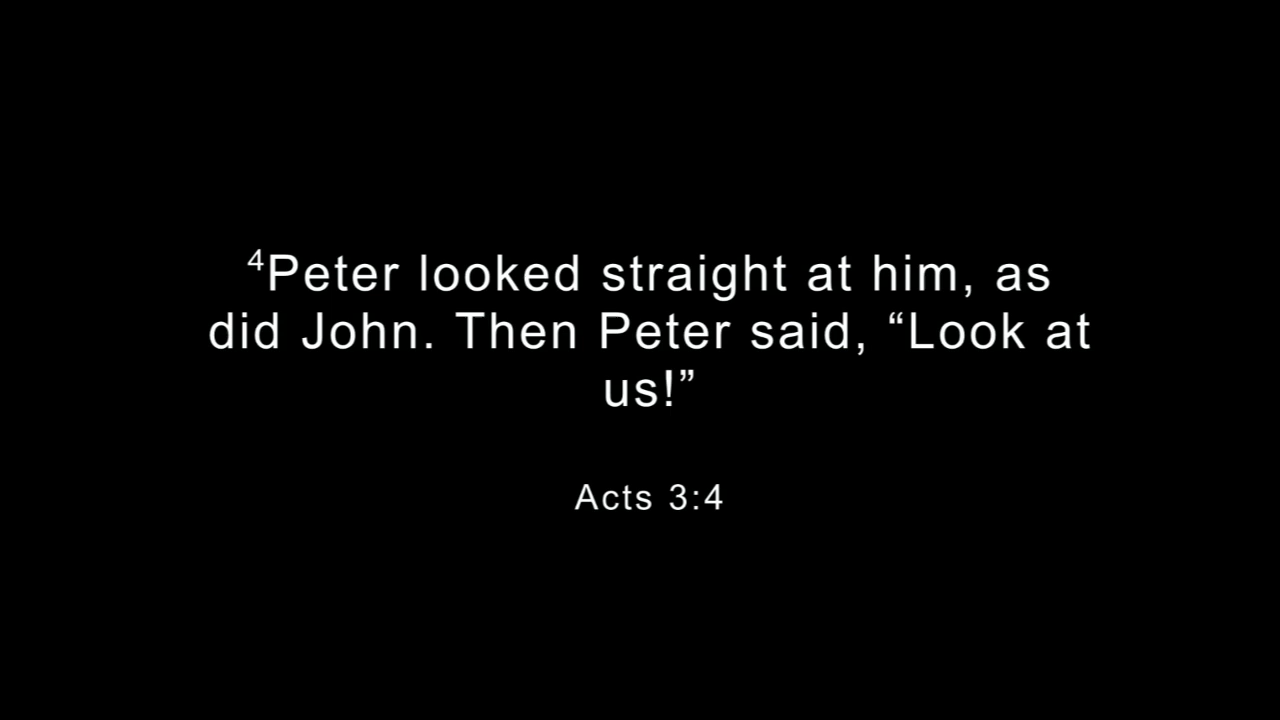 ⁴Peter looked straight at him, as
did John. Then Peter said, “Look at
us!”
Acts 3:4